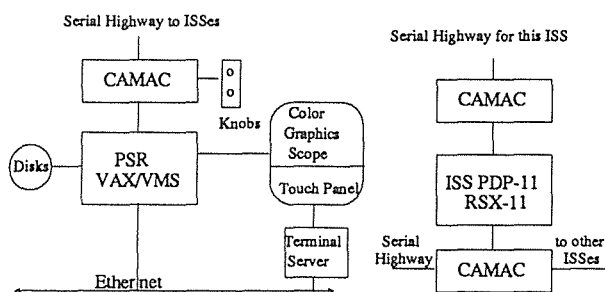 Serial Highway to ISSes
CAMAC
o
o
Knobs
Color
Graphics
Scope
Touch Panel
Disks
PSR
VAX/VMS
Terminal
Server
Ethernet
Serial Highway for this ISS
CAMAC
ISS PDP-11
RSX-11
Serial
Highway
CAMAC
to other
ISSes